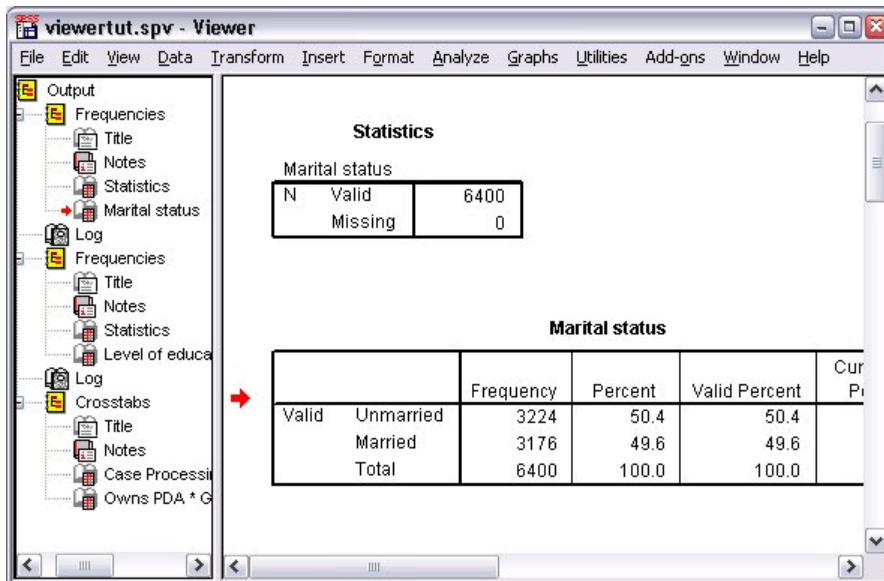 viewertut.spv - Viewer
File Edit View Data Transform Insert Format Analyze Graphs Utilities Add-ons Window Help
Output
Frequencies
Title
Notes
Statistics
Marital status
Log
Frequencies
Title
Notes
Statistics
Level of educa
Log
Crosstabs
Title
Notes
Case Processi
Owns PDA * G
Statistics
Marital status
N Valid 6400
Missing 0
Marital status
Cur
Frequency Percent Valid Percent P
Valid Unmarried 3224 50.4 50.4
Married 3176 49.6 49.6
Total 6400 100.0 100.0